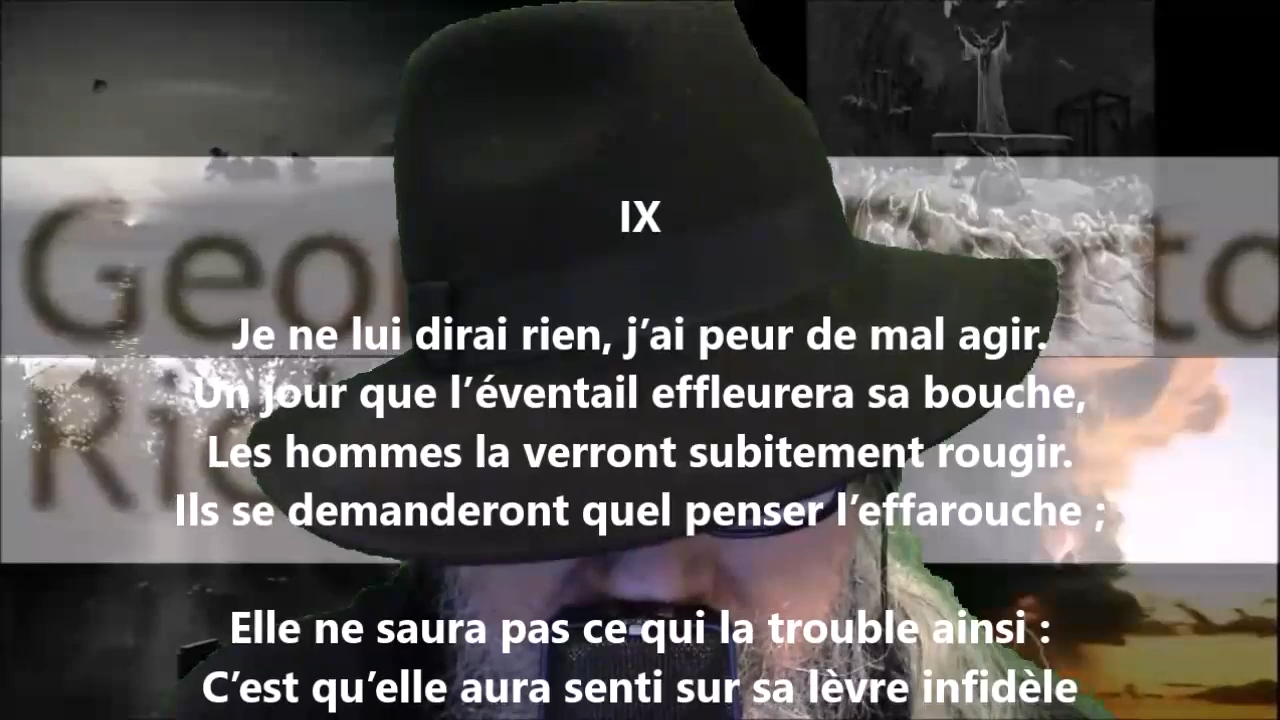 IX
Je ne lui dirai rien, j’ai peur de mal agir.
Un jour que l’éventail effleurera sa bouche,
Les hommes la verront subitement rougir.
Ils se demanderont quel penser l’effarouche ;
Elle ne saura pas ce qui la trouble ainsi :
C’est qu’elle aura senti sur sa lèvre infidèle